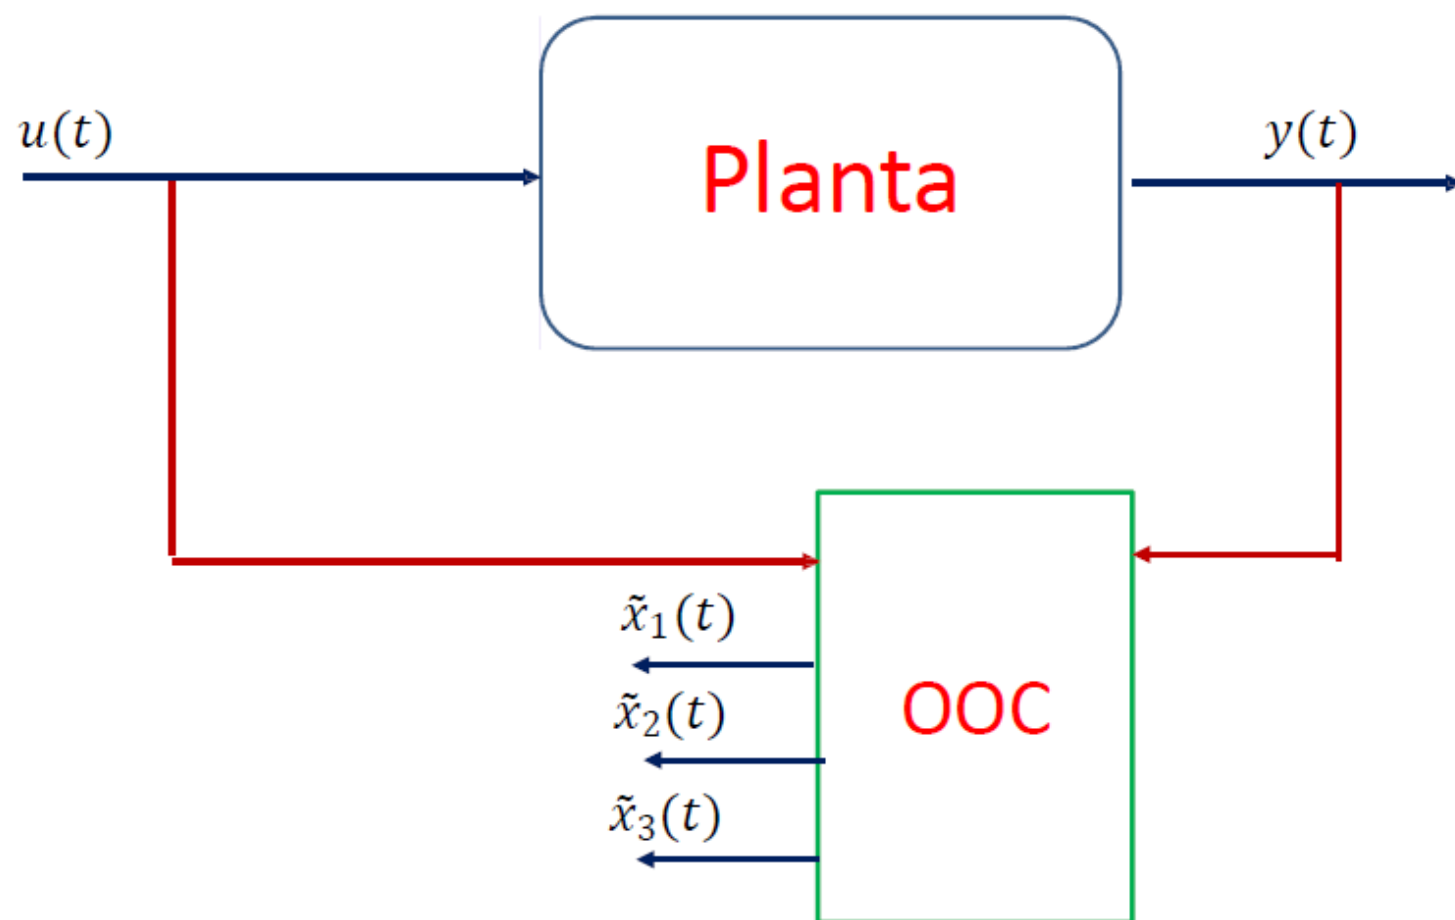 u(t)
y(t)
Planta
x̃₁(t)
x̃₂(t)
OOC
x̃₃(t)